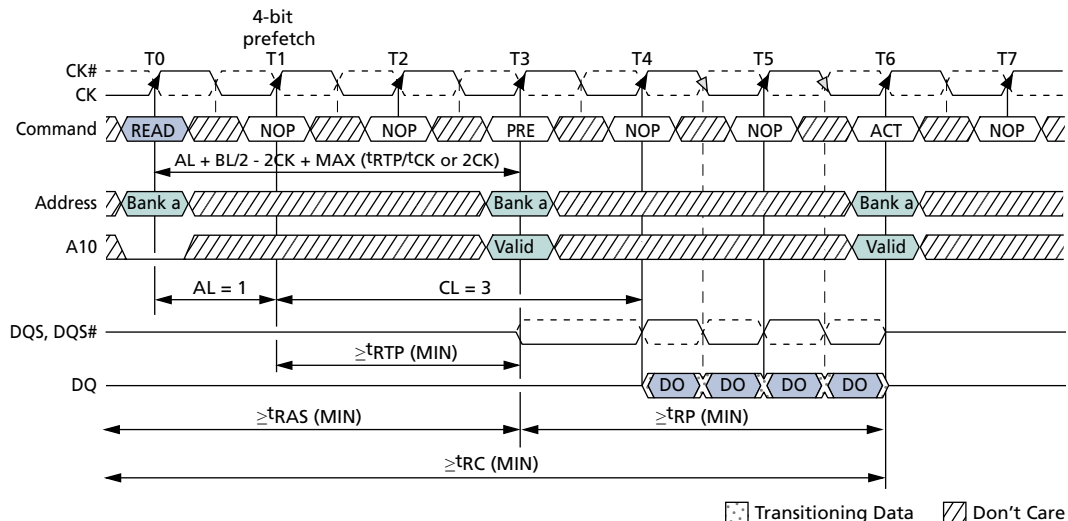 4-bit
prefetch
T0 T1 T2 T3 T4 T5 T6 T7
CK#
CK
Command READ NOP NOP PRE NOP NOP ACT NOP
AL + BL/2 - 2CK + MAX (tRTP/tCK or 2CK)
Address Bank a Bank a Bank a
A10 Valid Valid
AL = 1 CL = 3
DQS, DQS#
≥tRTP (MIN)
DQ DO DO DO DO
≥tRAS (MIN) ≥tRP (MIN)
≥tRC (MIN)
Transitioning Data Don't Care